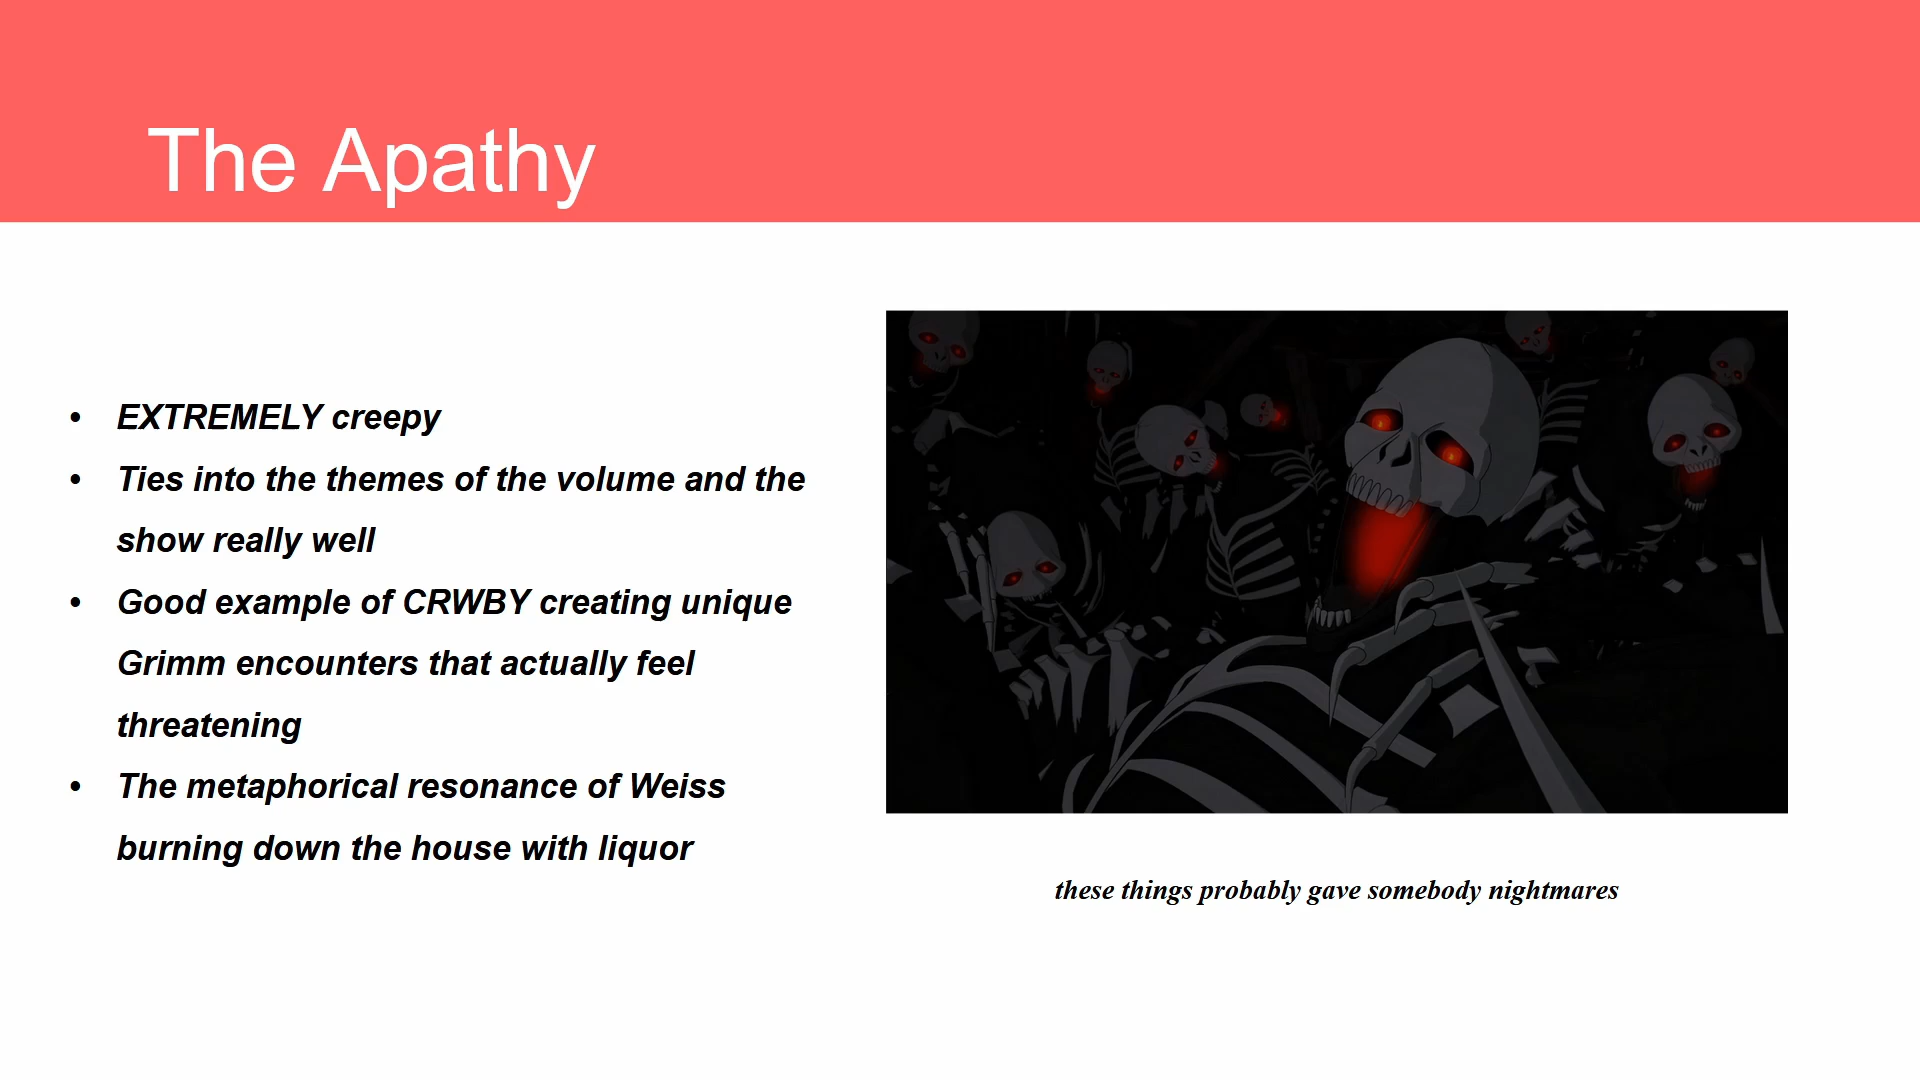 The Apathy
• EXTREMELY creepy
• Ties into the themes of the volume and the
show really well
• Good example of CRWBY creating unique
Grimm encounters that actually feel
threatening
• The metaphorical resonance of Weiss
burning down the house with liquor
these things probably gave somebody nightmares